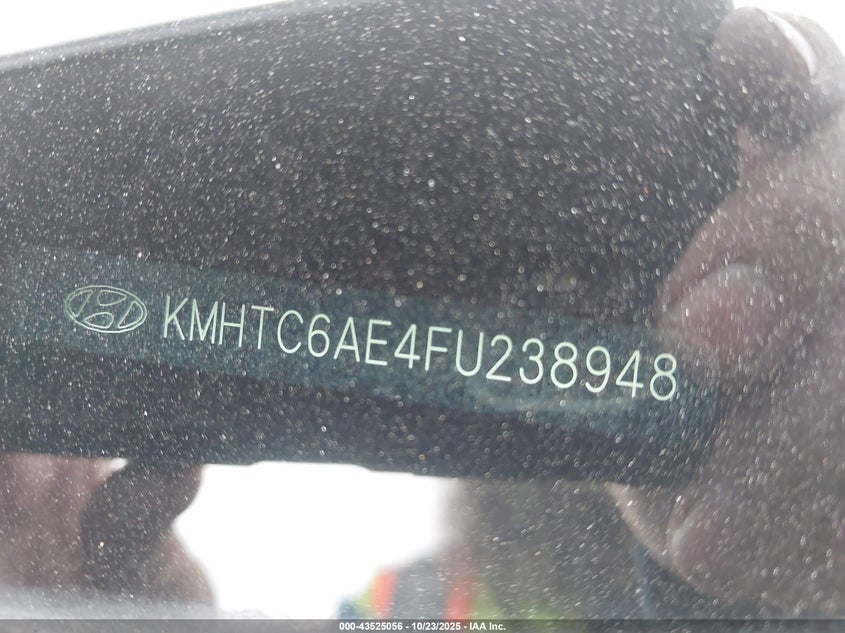 KMHTC6AE4FU238948
000-43525056 - 10/23/2025 - IAA Inc.